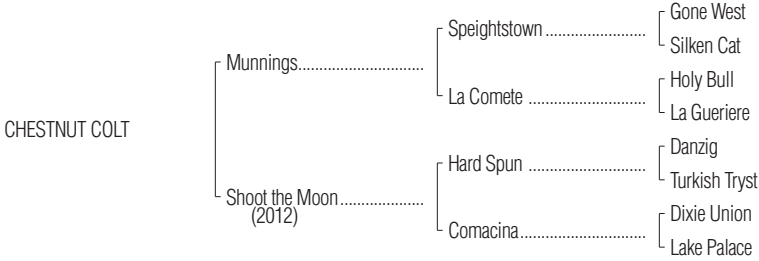 Gone West
Speightstown
Silken Cat
Munnings
Holy Bull
La Comete
La Gueriere
CHESTNUT COLT
Danzig
Hard Spun
Turkish Tryst
Shoot the Moon
(2012)
Dixie Union
Comacina
Lake Palace